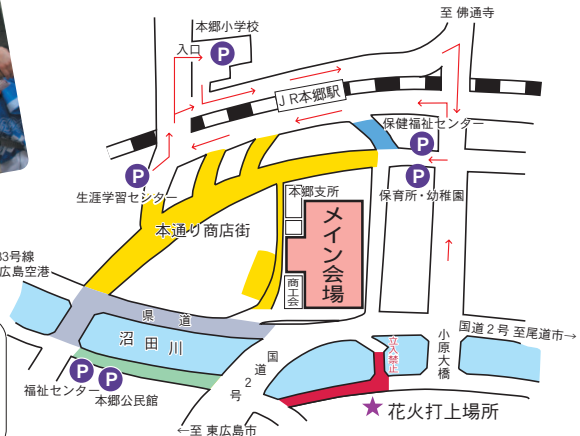 至 佛通寺
本郷小学校
入口
P
JR本郷駅
保健福祉センター
P
P
生涯学習センター
P
保育所・幼稚園
本郷支所
本通り商店街
メイン会場
商工会
33号線
広島空港
県道
沼田川
国道2号
立入禁止
小原大橋
国道2号 至尾道市→
P
P
福祉センター
本郷公民館
★ 花火打上場所
←至 東広島市